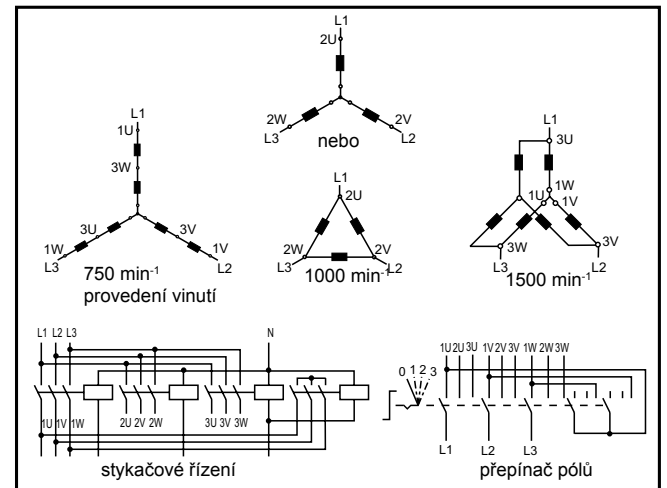 L1
2U
2W
2V
L3
L2
nebo
L1
1U
3W
3U
3V
1W
1V
L3
L2
750 min-1
provedení vinutí
L1
2U
2W
2V
L3
L2
1000 min-1
L1
3U
1W
1U
1V
3W
3V
L3
L2
1500 min-1
L1 L2 L3
N
1U 1V 1W
2U 2V 2W
3U 3V 3W
stykačové řízení
1U 2U 3U 1V 2V 3V 1W 2W 3W
0 1 2 3
L1
L2
L3
přepínač pólů